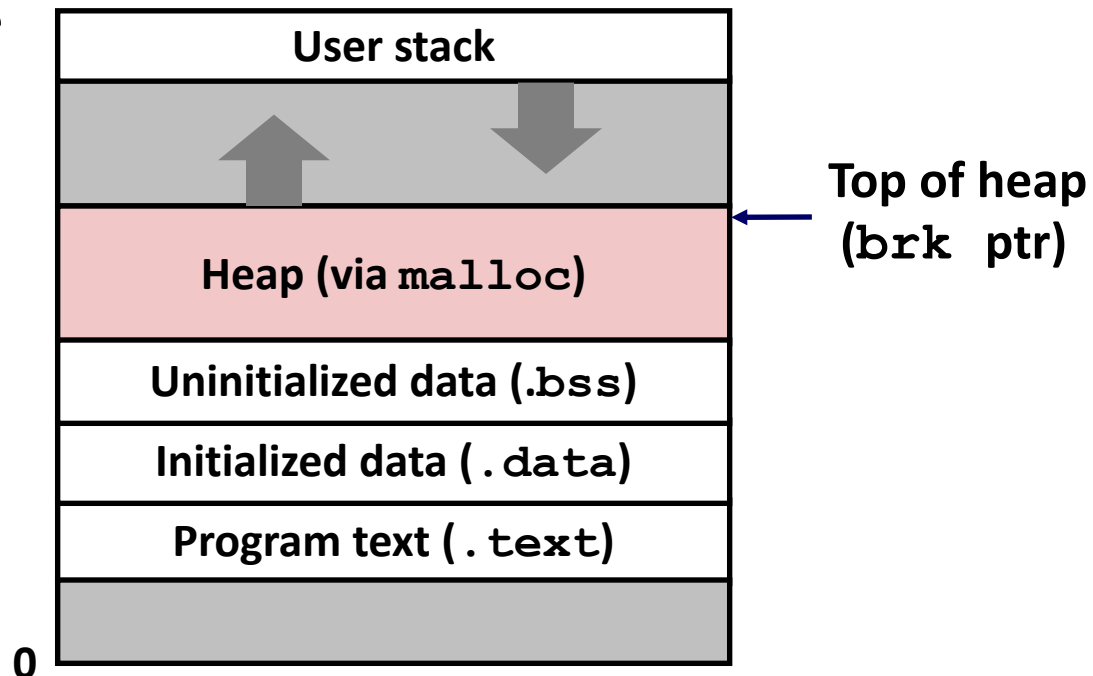 User stack
Top of heap
(brk ptr)
Heap (via malloc)
Uninitialized data (.bss)
Initialized data (.data)
Program text (.text)
0